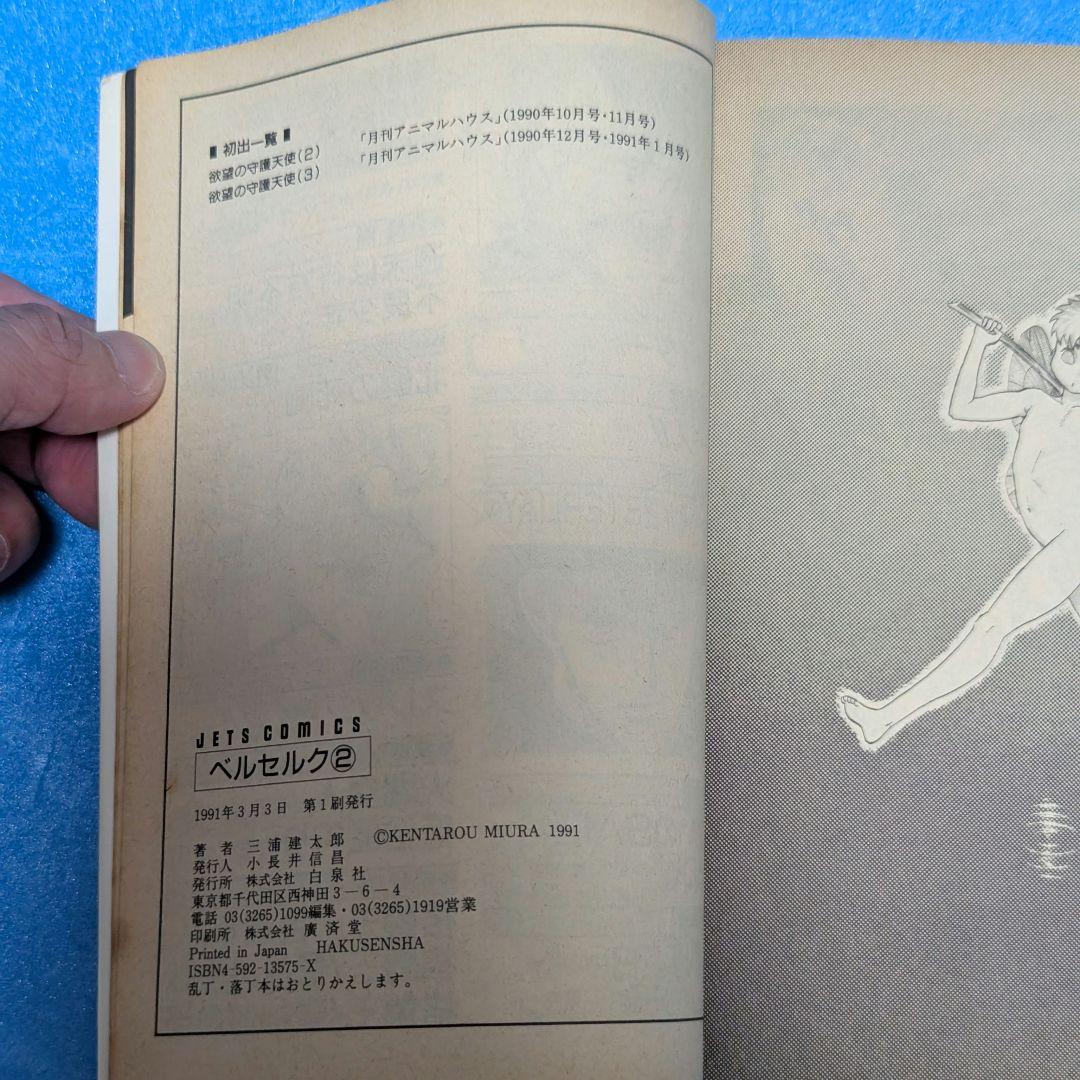 ■ 初出一覧 ■
欲望の守護天使(2) 「月刊アニマルハウス」(1990年10月号・11月号)
欲望の守護天使(3) 「月刊アニマルハウス」(1990年12月号・1991年1月号)
JETS COMICS
ベルセルク②
1991年3月3日 第1刷発行
著者 三浦建太郎 ©KENTAROU MIURA 1991
発行人 小長井信昌
発行所 株式会社 白泉社
東京都千代田区西神田3-6-4
電話 03(3265)1099編集・03(3265)1919営業
印刷所 株式会社 廣済堂
Printed in Japan HAKUSENSHA
ISBN4-592-13575-X
乱丁・落丁本はおとりかえします。